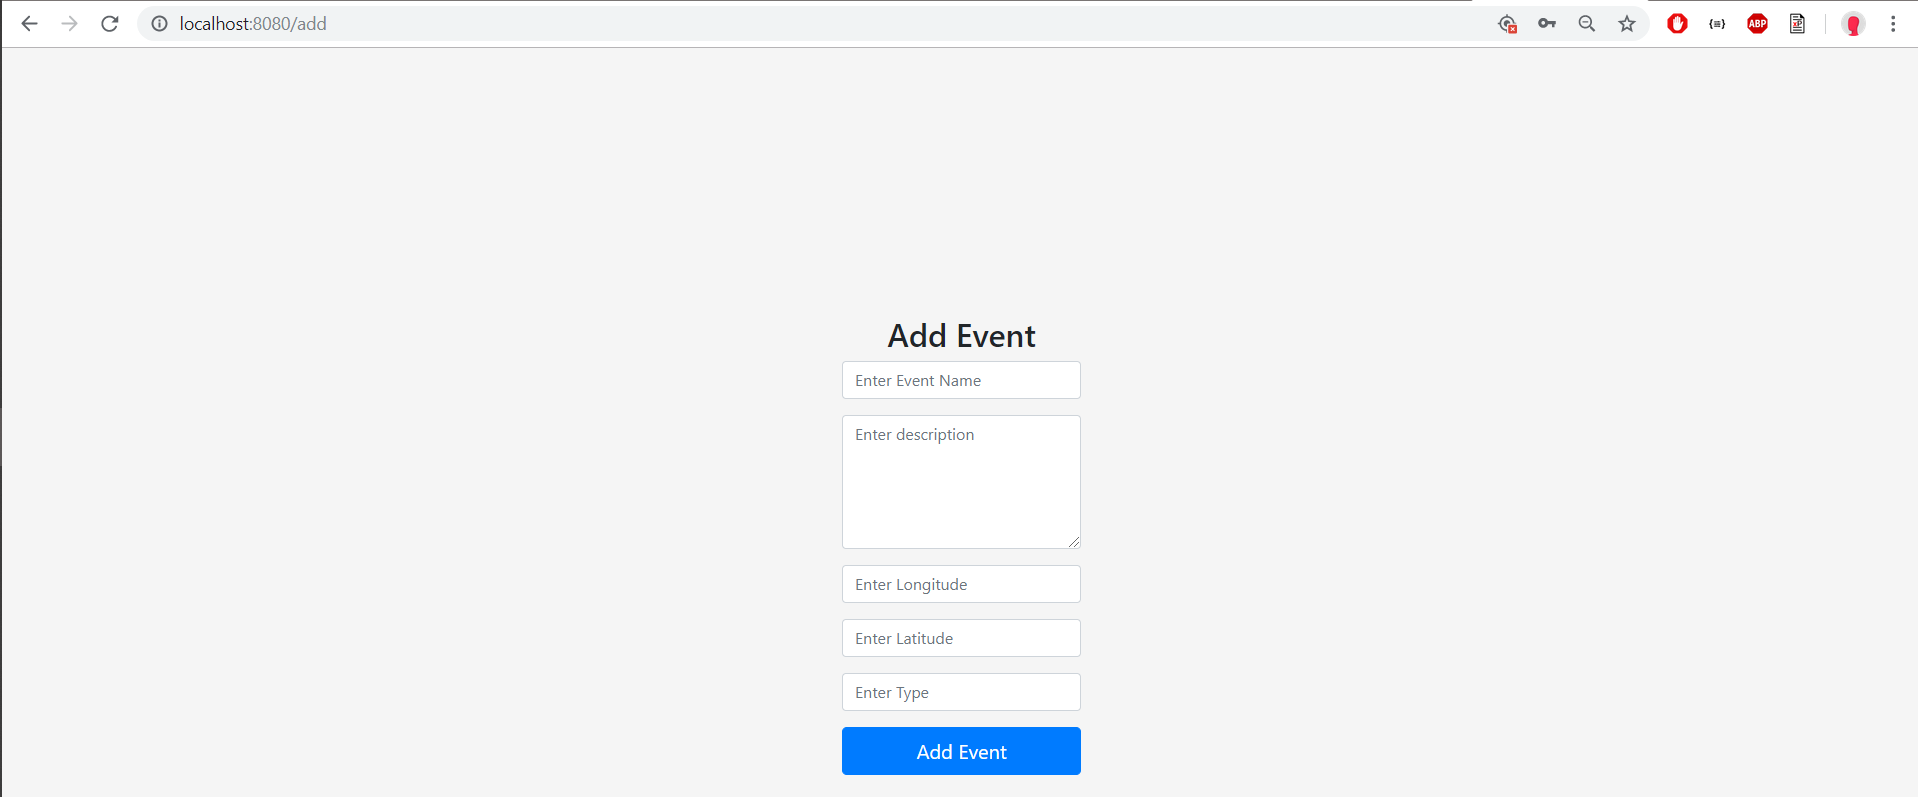 localhost:8080/add
ABP
Add Event
Enter Event Name
Enter description
Enter Longitude
Enter Latitude
Enter Type
Add Event